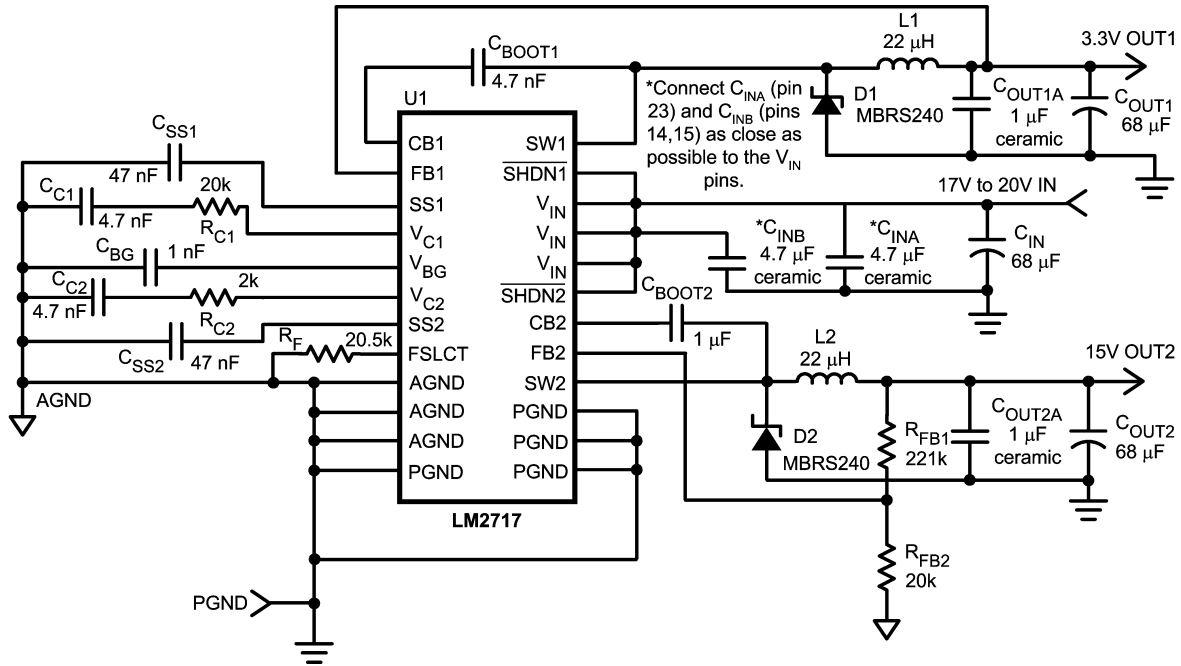 L1
22 µH
3.3V OUT1
CBOOT1
4.7 nF
*Connect CINA (pin
23) and CINB (pins
14,15) as close as
possible to the VIN
pins.
D1
MBRS240
COUT1A
1 µF
ceramic
COUT1
68 µF
U1
CSS1
47 nF
CC1
4.7 nF
20k
RC1
CBG
1 nF
CC2
4.7 nF
2k
RC2
CSS2
47 nF
RF
20.5k
AGND
CB1
FB1
SS1
VC1
VBG
VC2
SS2
FSLCT
AGND
AGND
AGND
PGND
SW1
SHDN1
VIN
VIN
VIN
SHDN2
CB2
FB2
SW2
PGND
PGND
PGND
LM2717
17V to 20V IN
*CINB
4.7 µF
ceramic
*CINA
4.7 µF
ceramic
CIN
68 µF
CBOOT2
1 µF
L2
22 µH
15V OUT2
D2
MBRS240
RFB1
221k
COUT2A
1 µF
ceramic
COUT2
68 µF
RFB2
20k
PGND